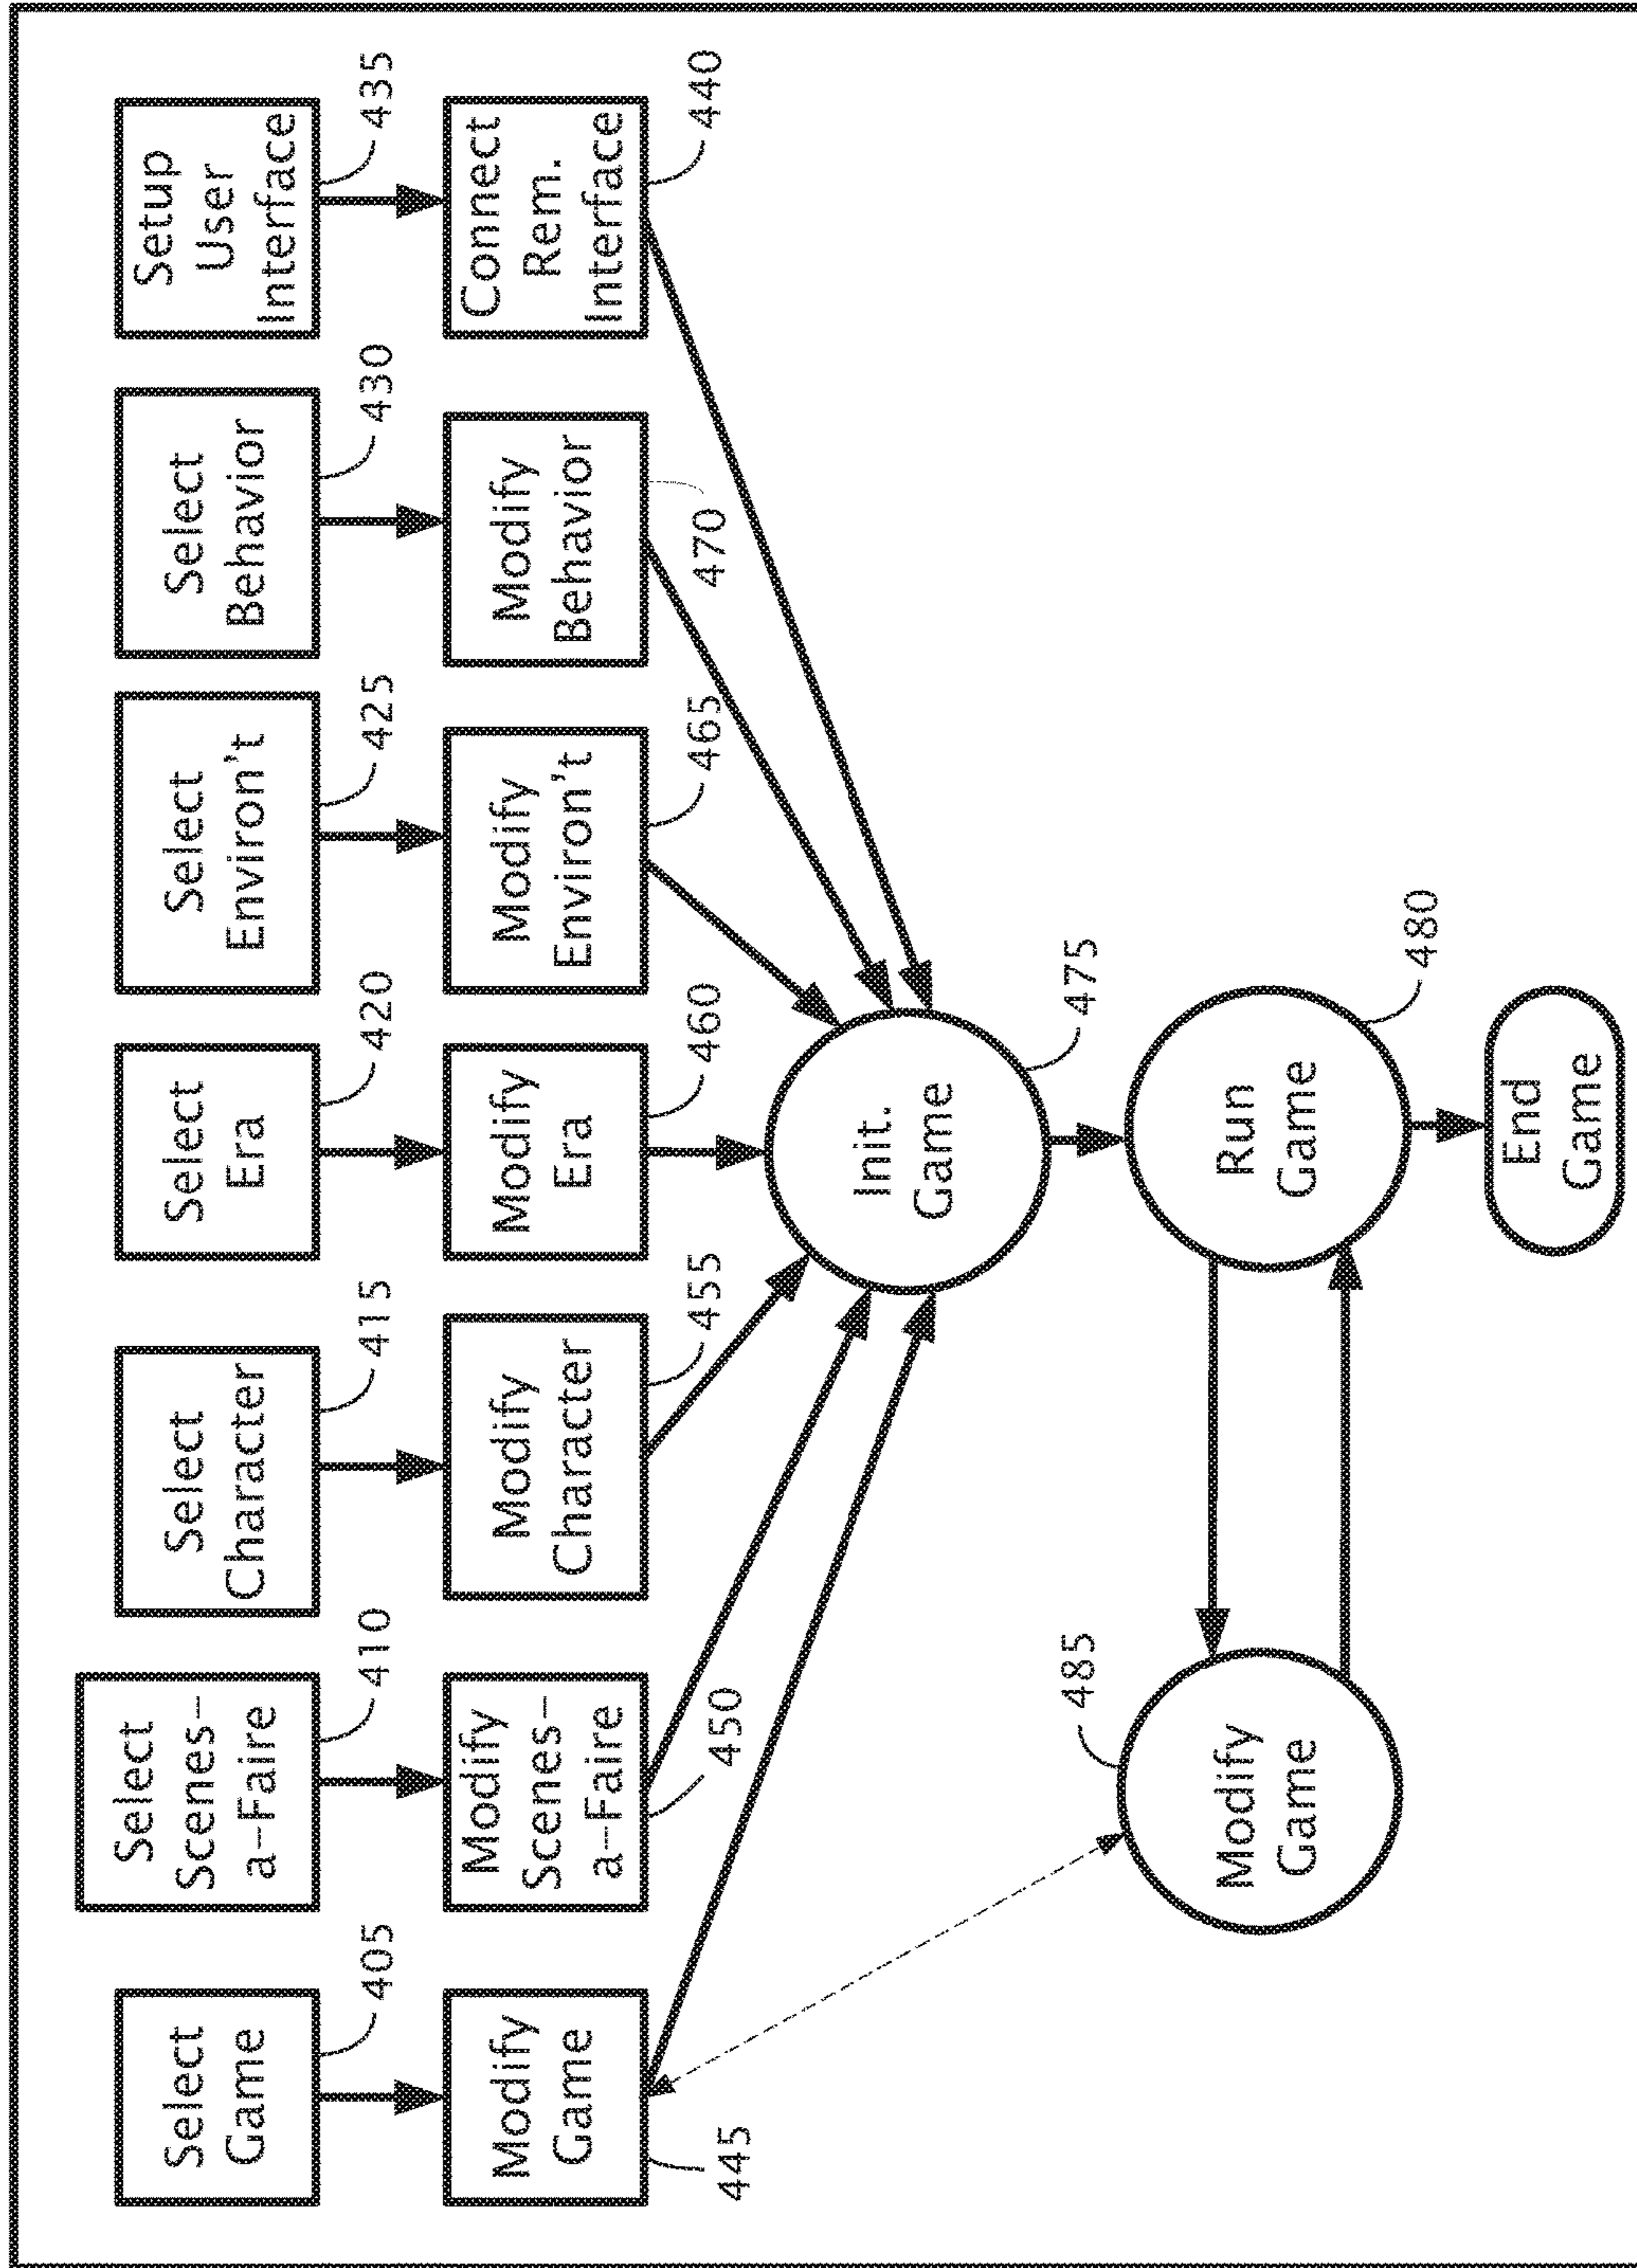 Select
Game
405
Select
Scenes-
a-Faire
410
Select
Character
415
Select
Era
420
Select
Environ't
425
Select
Behavior
430
Setup
User
Interface
435
Modify
Game
445
Modify
Scenes-
a-Faire
450
Modify
Character
455
Modify
Era
460
Modify
Environ't
465
Modify
Behavior
470
Connect
Rem.
Interface
440
Init.
Game
475
Modify
Game
485
Run
Game
480
End
Game